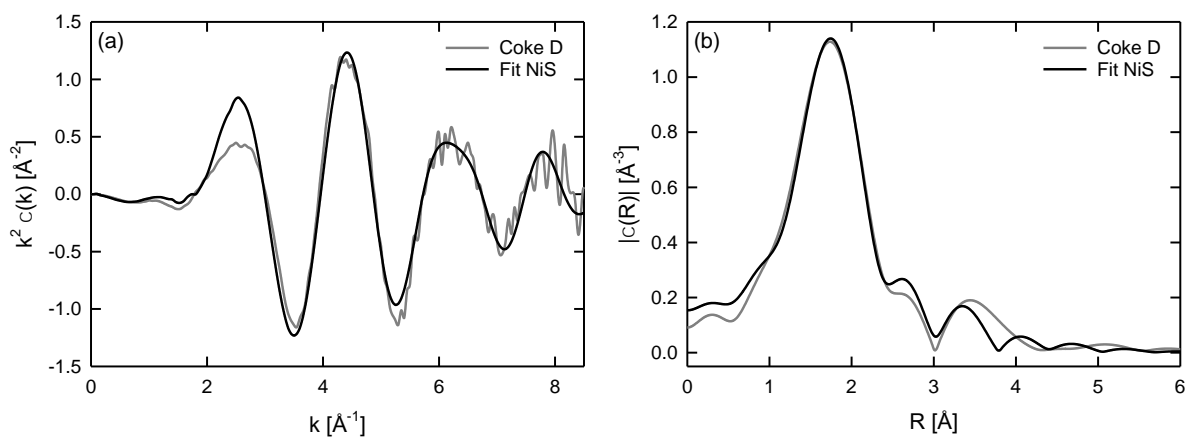 (a)
Coke D
Fit NiS
k² c(k) [Å⁻²]
1.5
1.0
0.5
0.0
-0.5
-1.0
-1.5
0 2 4 6 8
k [Å⁻¹]
(b)
Coke D
Fit NiS
|c(R)| [Å⁻³]
1.2
1.0
0.8
0.6
0.4
0.2
0.0
0 1 2 3 4 5 6
R [Å]